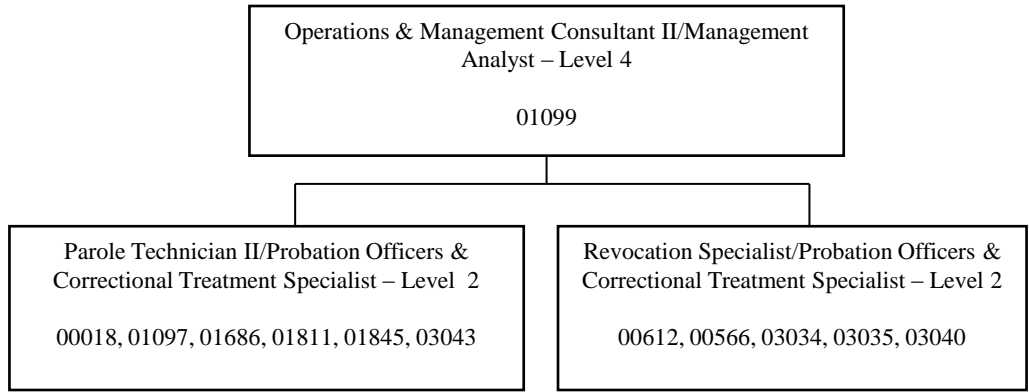 Operations & Management Consultant II/Management
Analyst – Level 4
01099
Parole Technician II/Probation Officers &
Correctional Treatment Specialist – Level  2
00018, 01097, 01686, 01811, 01845, 03043
Revocation Specialist/Probation Officers &
Correctional Treatment Specialist – Level 2
00612, 00566, 03034, 03035, 03040